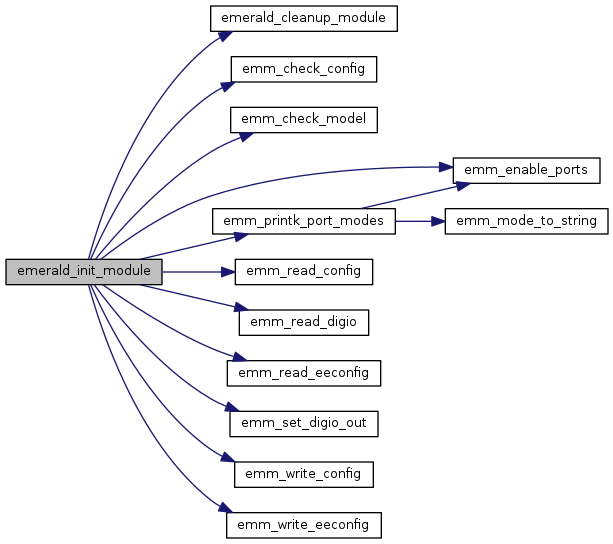 emerald_cleanup_module
emm_check_config
emm_check_model
emm_enable_ports
emm_printk_port_modes
emm_mode_to_string
emerald_init_module
emm_read_config
emm_read_digio
emm_read_eeconfig
emm_set_digio_out
emm_write_config
emm_write_eeconfig